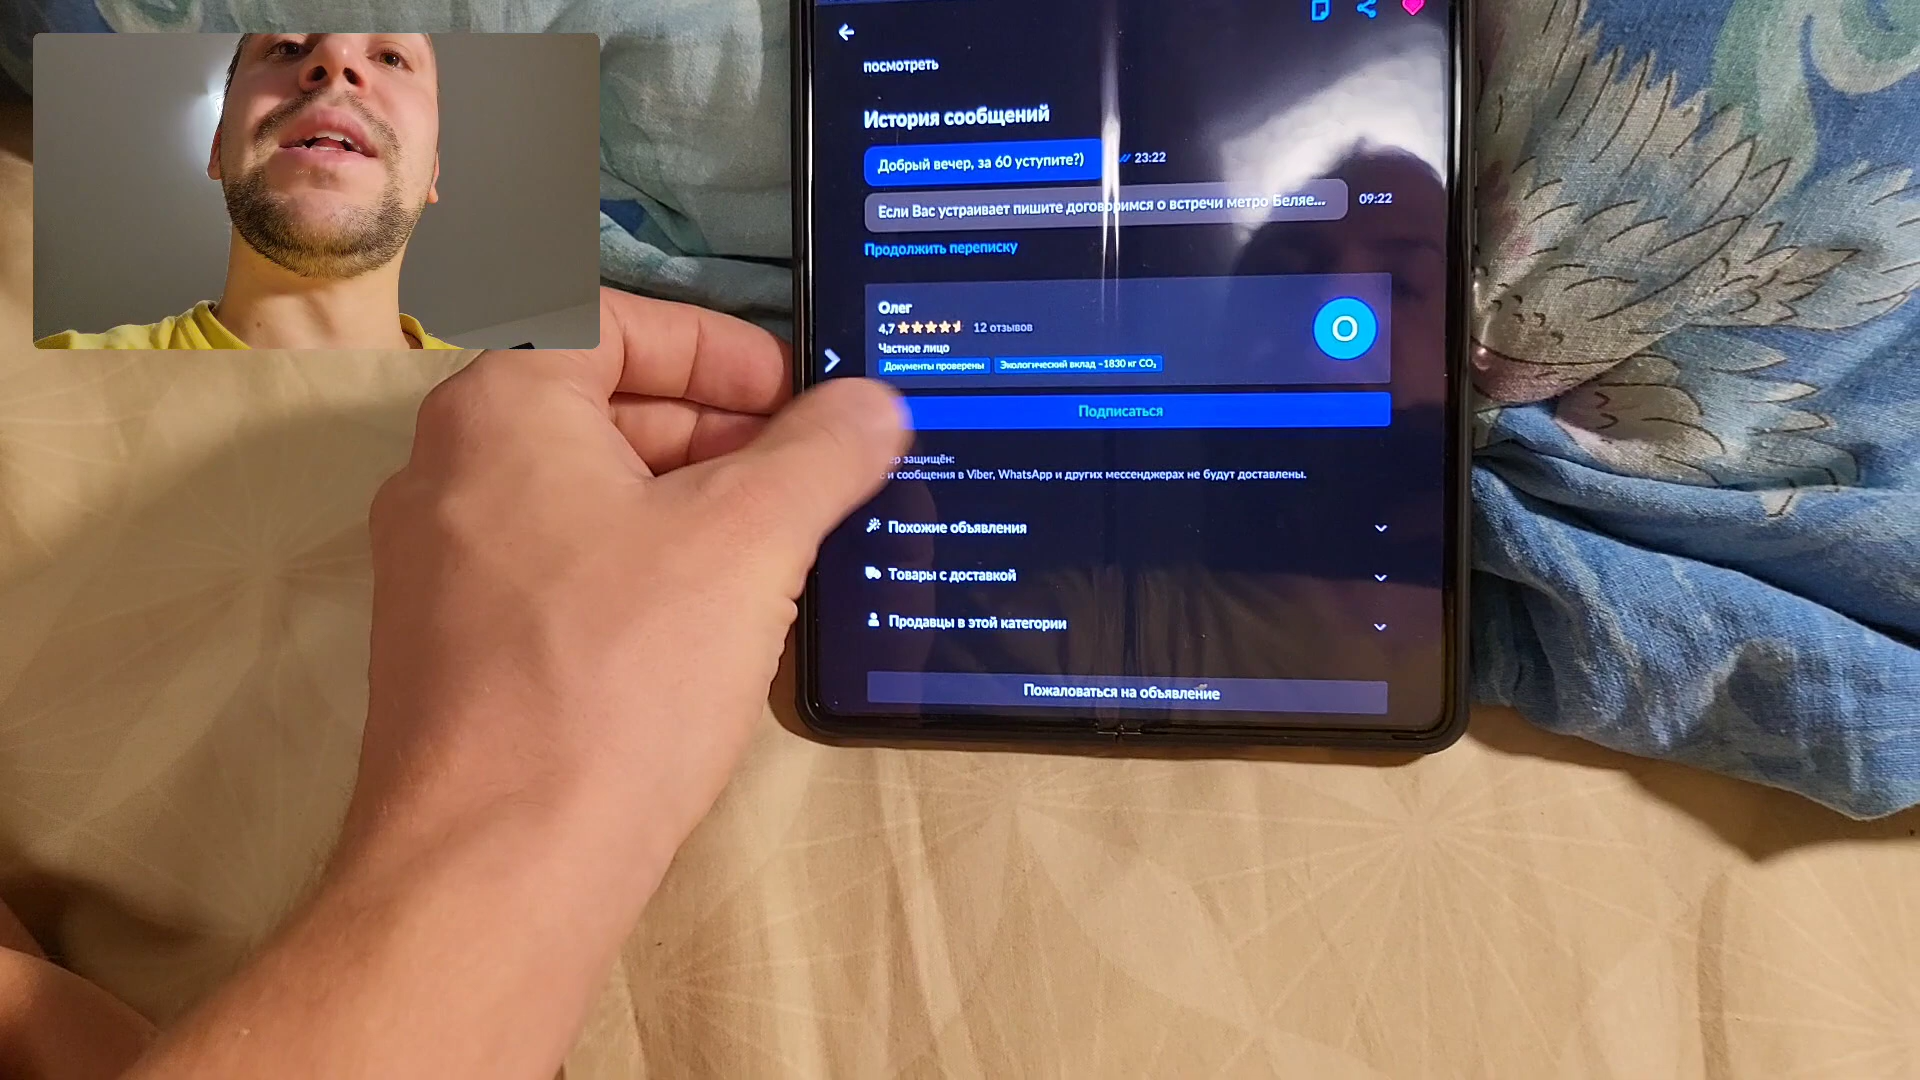 посмотреть
История сообщений
Добрый вечер, за 60 уступите?)
23:22
Если Вас устраивает пишите договоримся о встречи метро Беляе...
09:22
Продолжить переписку
Олег
4,7
12 отзывов
Частное лицо
Документы проверены
Экологический вклад −1830 кг CO₂
О
Подписаться
защищён:
и сообщения в Viber, WhatsApp и других мессенджерах не будут доставлены.
Похожие объявления
Товары с доставкой
Продавцы в этой категории
Пожаловаться на объявление